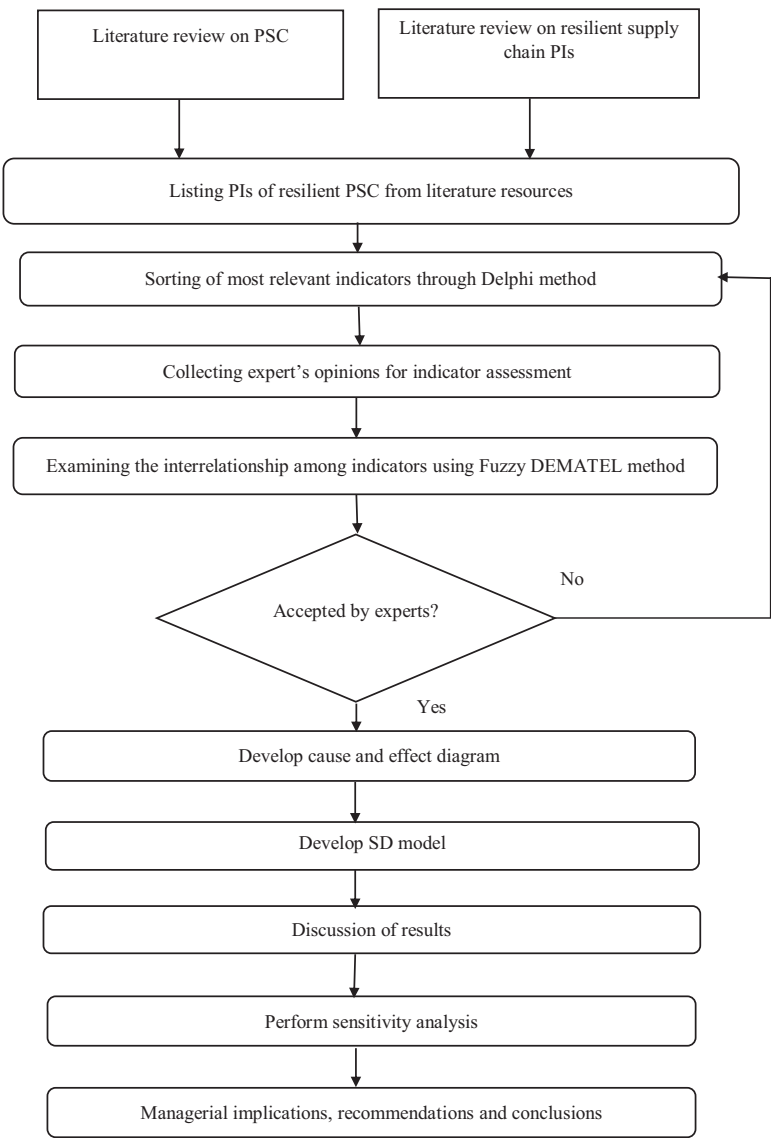 Literature review on PSC
Literature review on resilient supply
chain PIs
Listing PIs of resilient PSC from literature resources
Sorting of most relevant indicators through Delphi method
Collecting expert’s opinions for indicator assessment
Examining the interrelationship among indicators using Fuzzy DEMATEL method
No
Accepted by experts?
Yes
Develop cause and effect diagram
Develop SD model
Discussion of results
Perform sensitivity analysis
Managerial implications, recommendations and conclusions